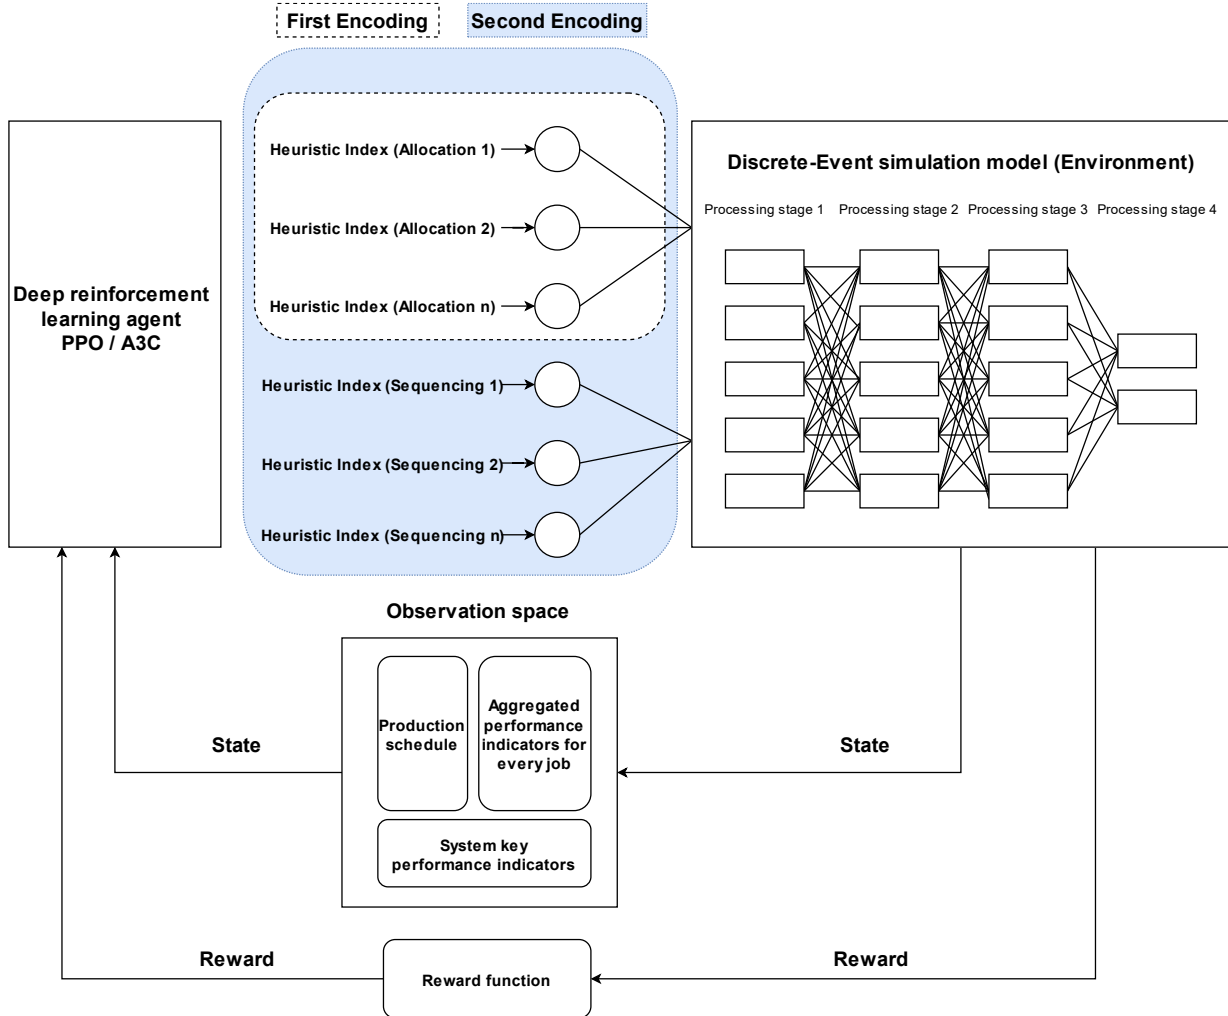 First Encoding
Second Encoding
Deep reinforcement
learning agent
PPO / A3C
Heuristic Index (Allocation 1)
Heuristic Index (Allocation 2)
Heuristic Index (Allocation n)
Heuristic Index (Sequencing 1)
Heuristic Index (Sequencing 2)
Heuristic Index (Sequencing n)
Discrete-Event simulation model (Environment)
Processing stage 1
Processing stage 2
Processing stage 3
Processing stage 4
Observation space
Production
schedule
Aggregated
performance
indicators for
every job
System key
performance indicators
State
State
Reward
Reward function
Reward